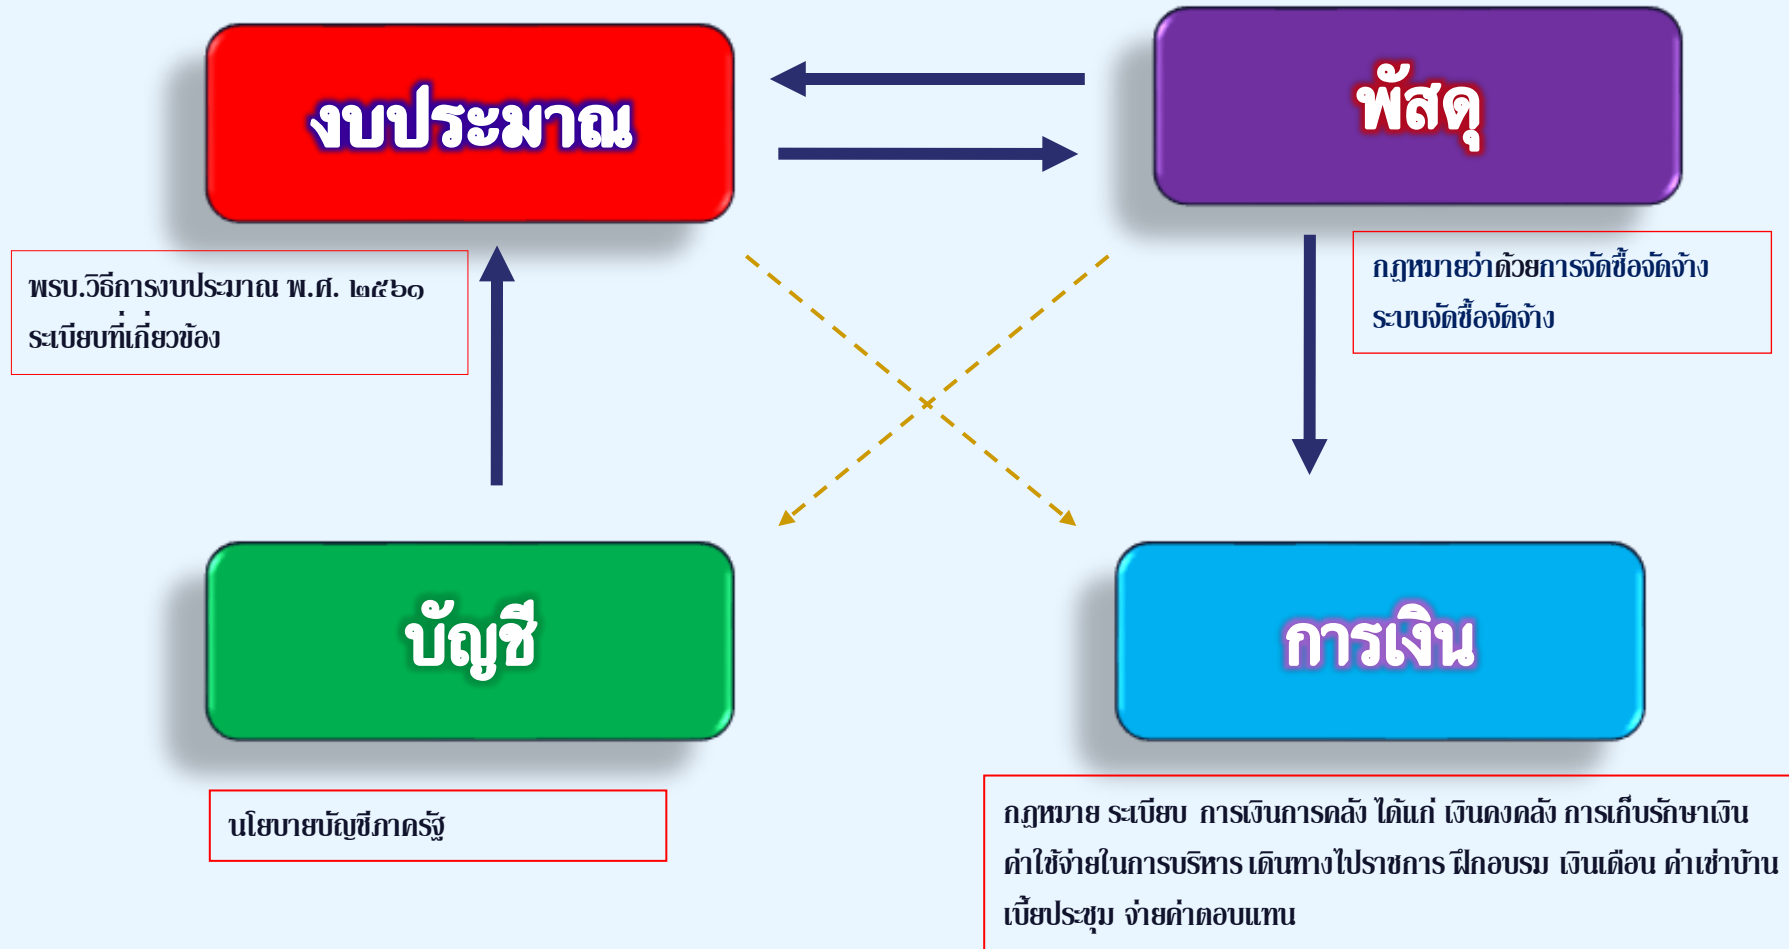 งบประมาณ
พัสดุ
พรบ.วิธีการงบประมาณ พ.ศ. ๒๕๖๑
ระเบียบที่เกี่ยวข้อง
กฎหมายว่าด้วยการจัดซื้อจัดจ้าง
ระบบจัดซื้อจัดจ้าง
บัญชี
การเงิน
นโยบายบัญชีภาครัฐ
กฎหมาย ระเบียบ การเงินการคลัง ได้แก่ เงินคงคลัง การเก็บรักษาเงิน
ค่าใช้จ่ายในการบริหาร เดินทางไปราชการ ฝึกอบรม เงินเดือน ค่าเช่าบ้าน
เบี้ยประชุม จ่ายค่าตอบแทน